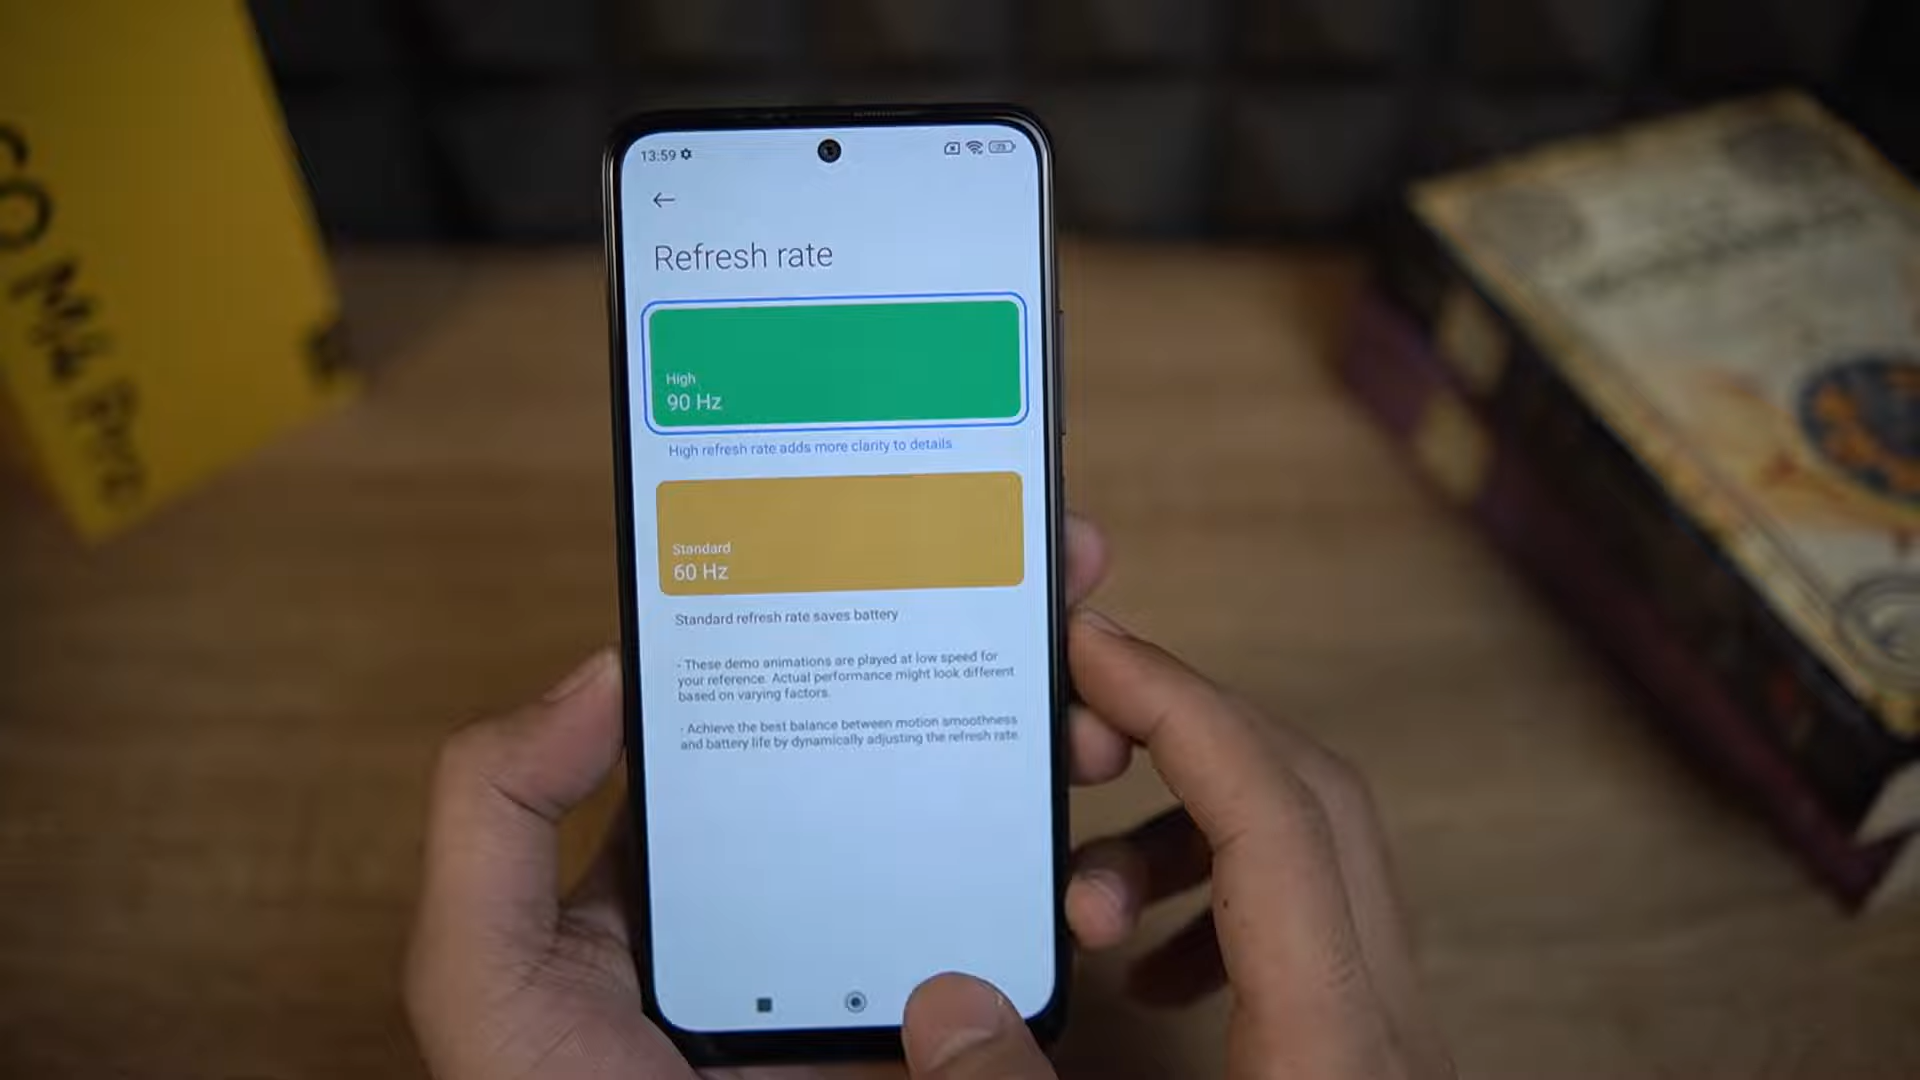 13:59
Refresh rate
High
90 Hz
High refresh rate adds more clarity to details
Standard
60 Hz
Standard refresh rate saves battery
- These demo animations are played at low speed for
your reference. Actual performance might look different
based on varying factors.
- Achieve the best balance between motion smoothness
and battery life by dynamically adjusting the refresh rate.